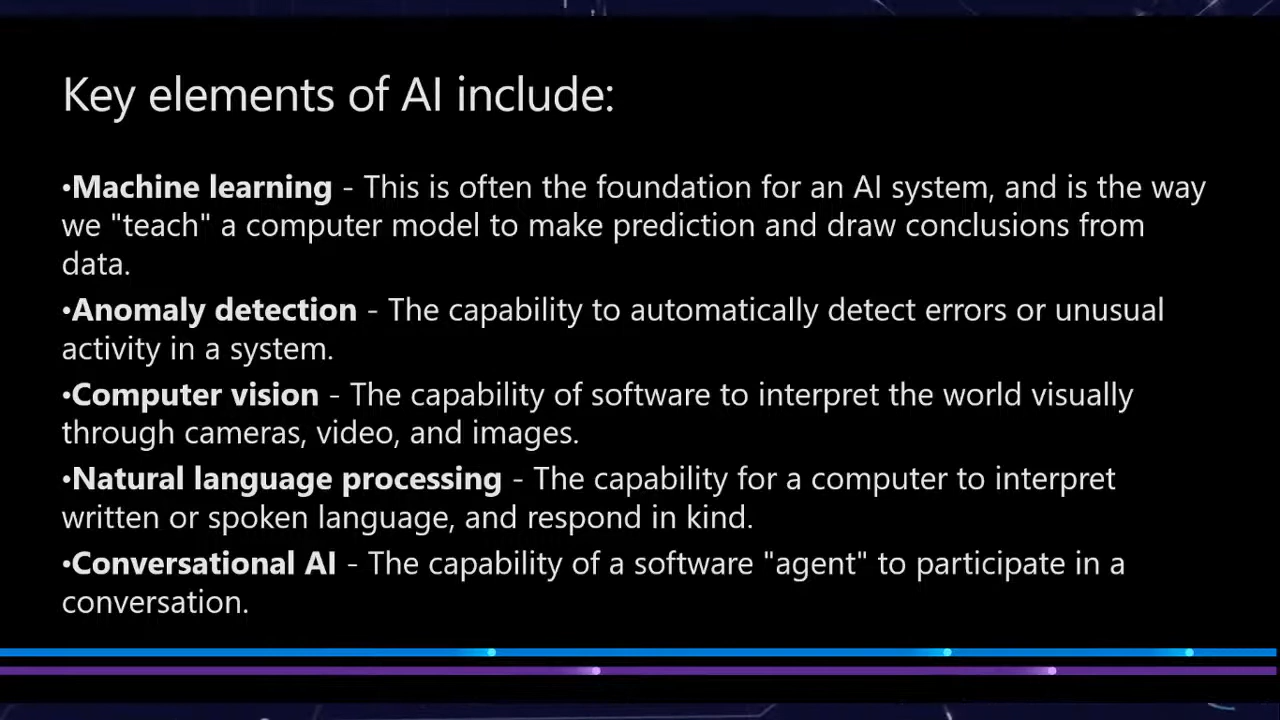 Key elements of AI include:
•Machine learning - This is often the foundation for an AI system, and is the way
we "teach" a computer model to make prediction and draw conclusions from
data.
•Anomaly detection - The capability to automatically detect errors or unusual
activity in a system.
•Computer vision - The capability of software to interpret the world visually
through cameras, video, and images.
•Natural language processing - The capability for a computer to interpret
written or spoken language, and respond in kind.
•Conversational AI - The capability of a software "agent" to participate in a
conversation.